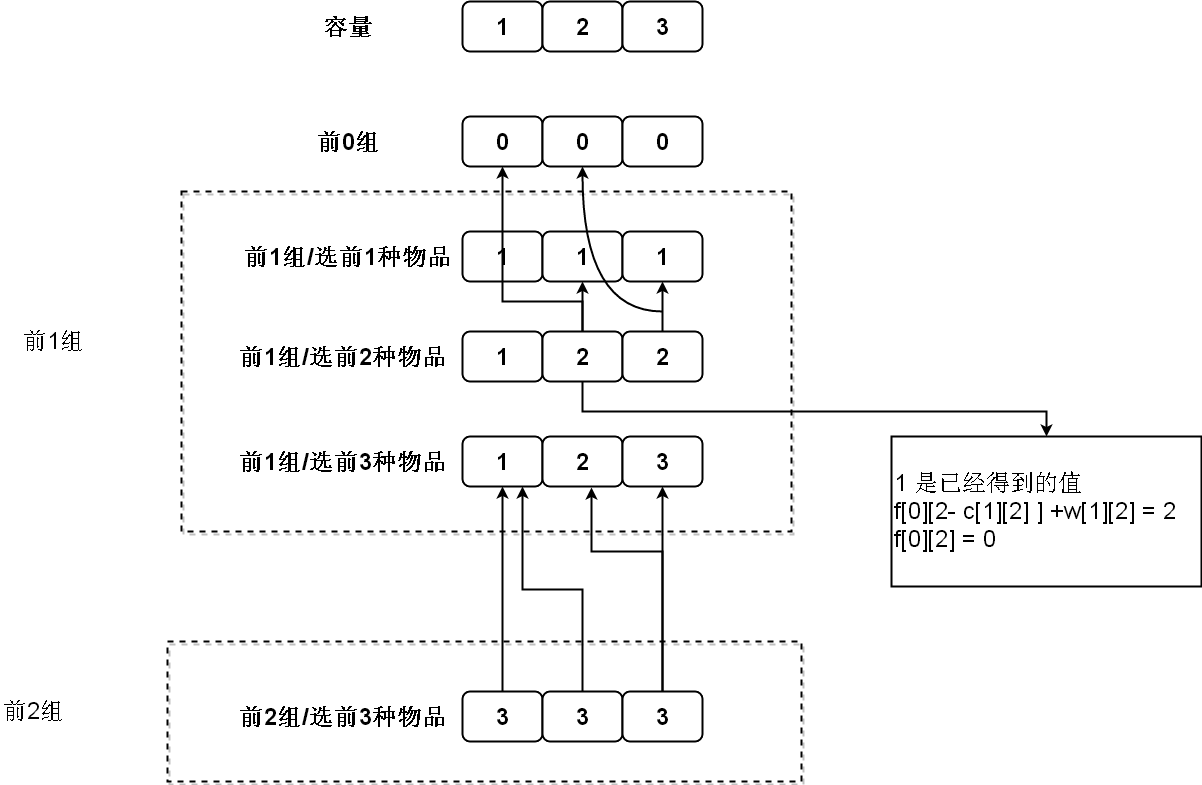 容量 1 2 3
前0组 0 0 0
前1组/选前1种物品 1 1 1
前1组
前1组/选前2种物品 1 2 2
前1组/选前3种物品 1 2 3
1 是已经得到的值
f[0][2- c[1][2] ] +w[1][2] = 2
f[0][2] = 0
前2组
前2组/选前3种物品 3 3 3